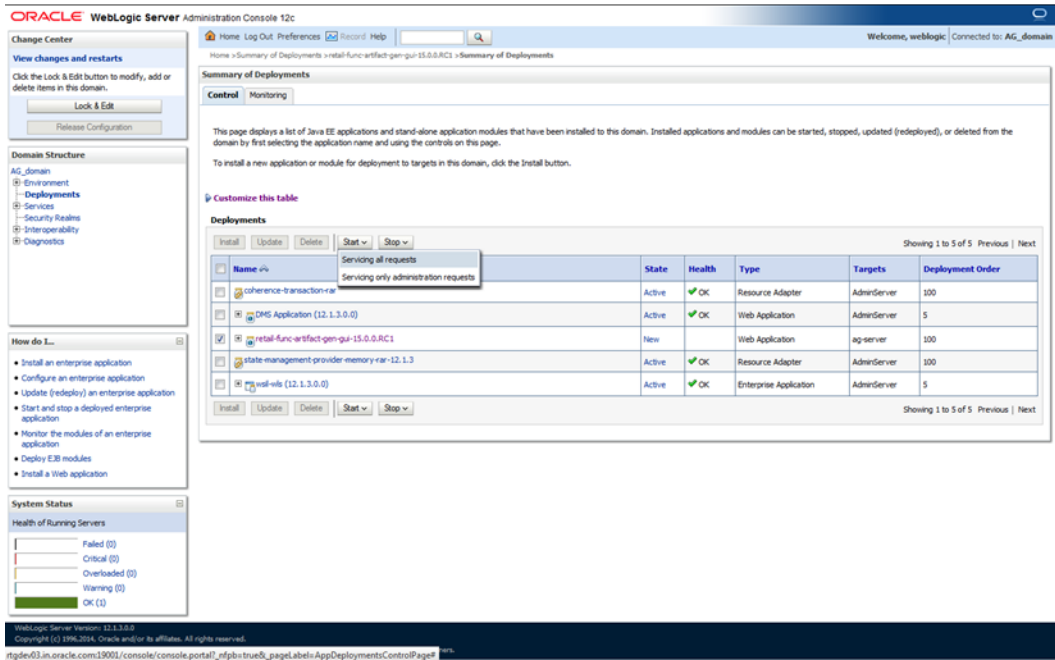 ORACLE WebLogic Server Administration Console 12c
Change Center
View changes and restarts
Click the Lock & Edit button to modify, add or
delete items in this domain.
Lock & Edit
Release Configuration
Domain Structure
AG_domain
Environment
Deployments
Services
Security Realms
Interoperability
Diagnostics
How do I...
Install an enterprise application
Configure an enterprise application
Update (redeploy) an enterprise application
Start and stop a deployed enterprise
application
Monitor the modules of an enterprise
application
Deploy EJB modules
Install a Web application
System Status
Health of Running Servers
Failed (0)
Critical (0)
Overloaded (0)
Warning (0)
OK (1)
Home Log Out Preferences Record Help
Welcome, weblogic Connected to: AG_domain
Home >Summary of Deployments >retail-func-artifact-gen-gui-15.0.0.RC1 >Summary of Deployments
Summary of Deployments
Control Monitoring
This page displays a list of Java EE applications and stand-alone application modules that have been installed to this domain. Installed applications and modules can be started, stopped, updated (redeployed), or deleted from the
domain by first selecting the application name and using the controls on this page.
To install a new application or module for deployment to targets in this domain, click the Install button.
Customize this table
Deployments
Install Update Delete Start Stop Showing 1 to 5 of 5 Previous | Next
Servicing all requests
Servicing only administration requests
Name State Health Type Targets Deployment Order
coherence-transaction-rar Active OK Resource Adapter AdminServer 100
DMS Application (12.1.3.0.0) Active OK Web Application AdminServer 5
retail-func-artifact-gen-gui-15.0.0.RC1 New Web Application ag-server 100
state-management-provider-memory-rar-12.1.3 Active OK Resource Adapter AdminServer 100
wsil-wls (12.1.3.0.0) Active OK Enterprise Application AdminServer 5
Install Update Delete Start Stop Showing 1 to 5 of 5 Previous | Next
WebLogic Server Version: 12.1.3.0.0
Copyright (c) 1996,2014, Oracle and/or its affiliates. All rights reserved.
rtgdev03.in.oracle.com:19001/console/console.portal?_nfpb=true&_pageLabel=AppDeploymentsControlPage# ners.